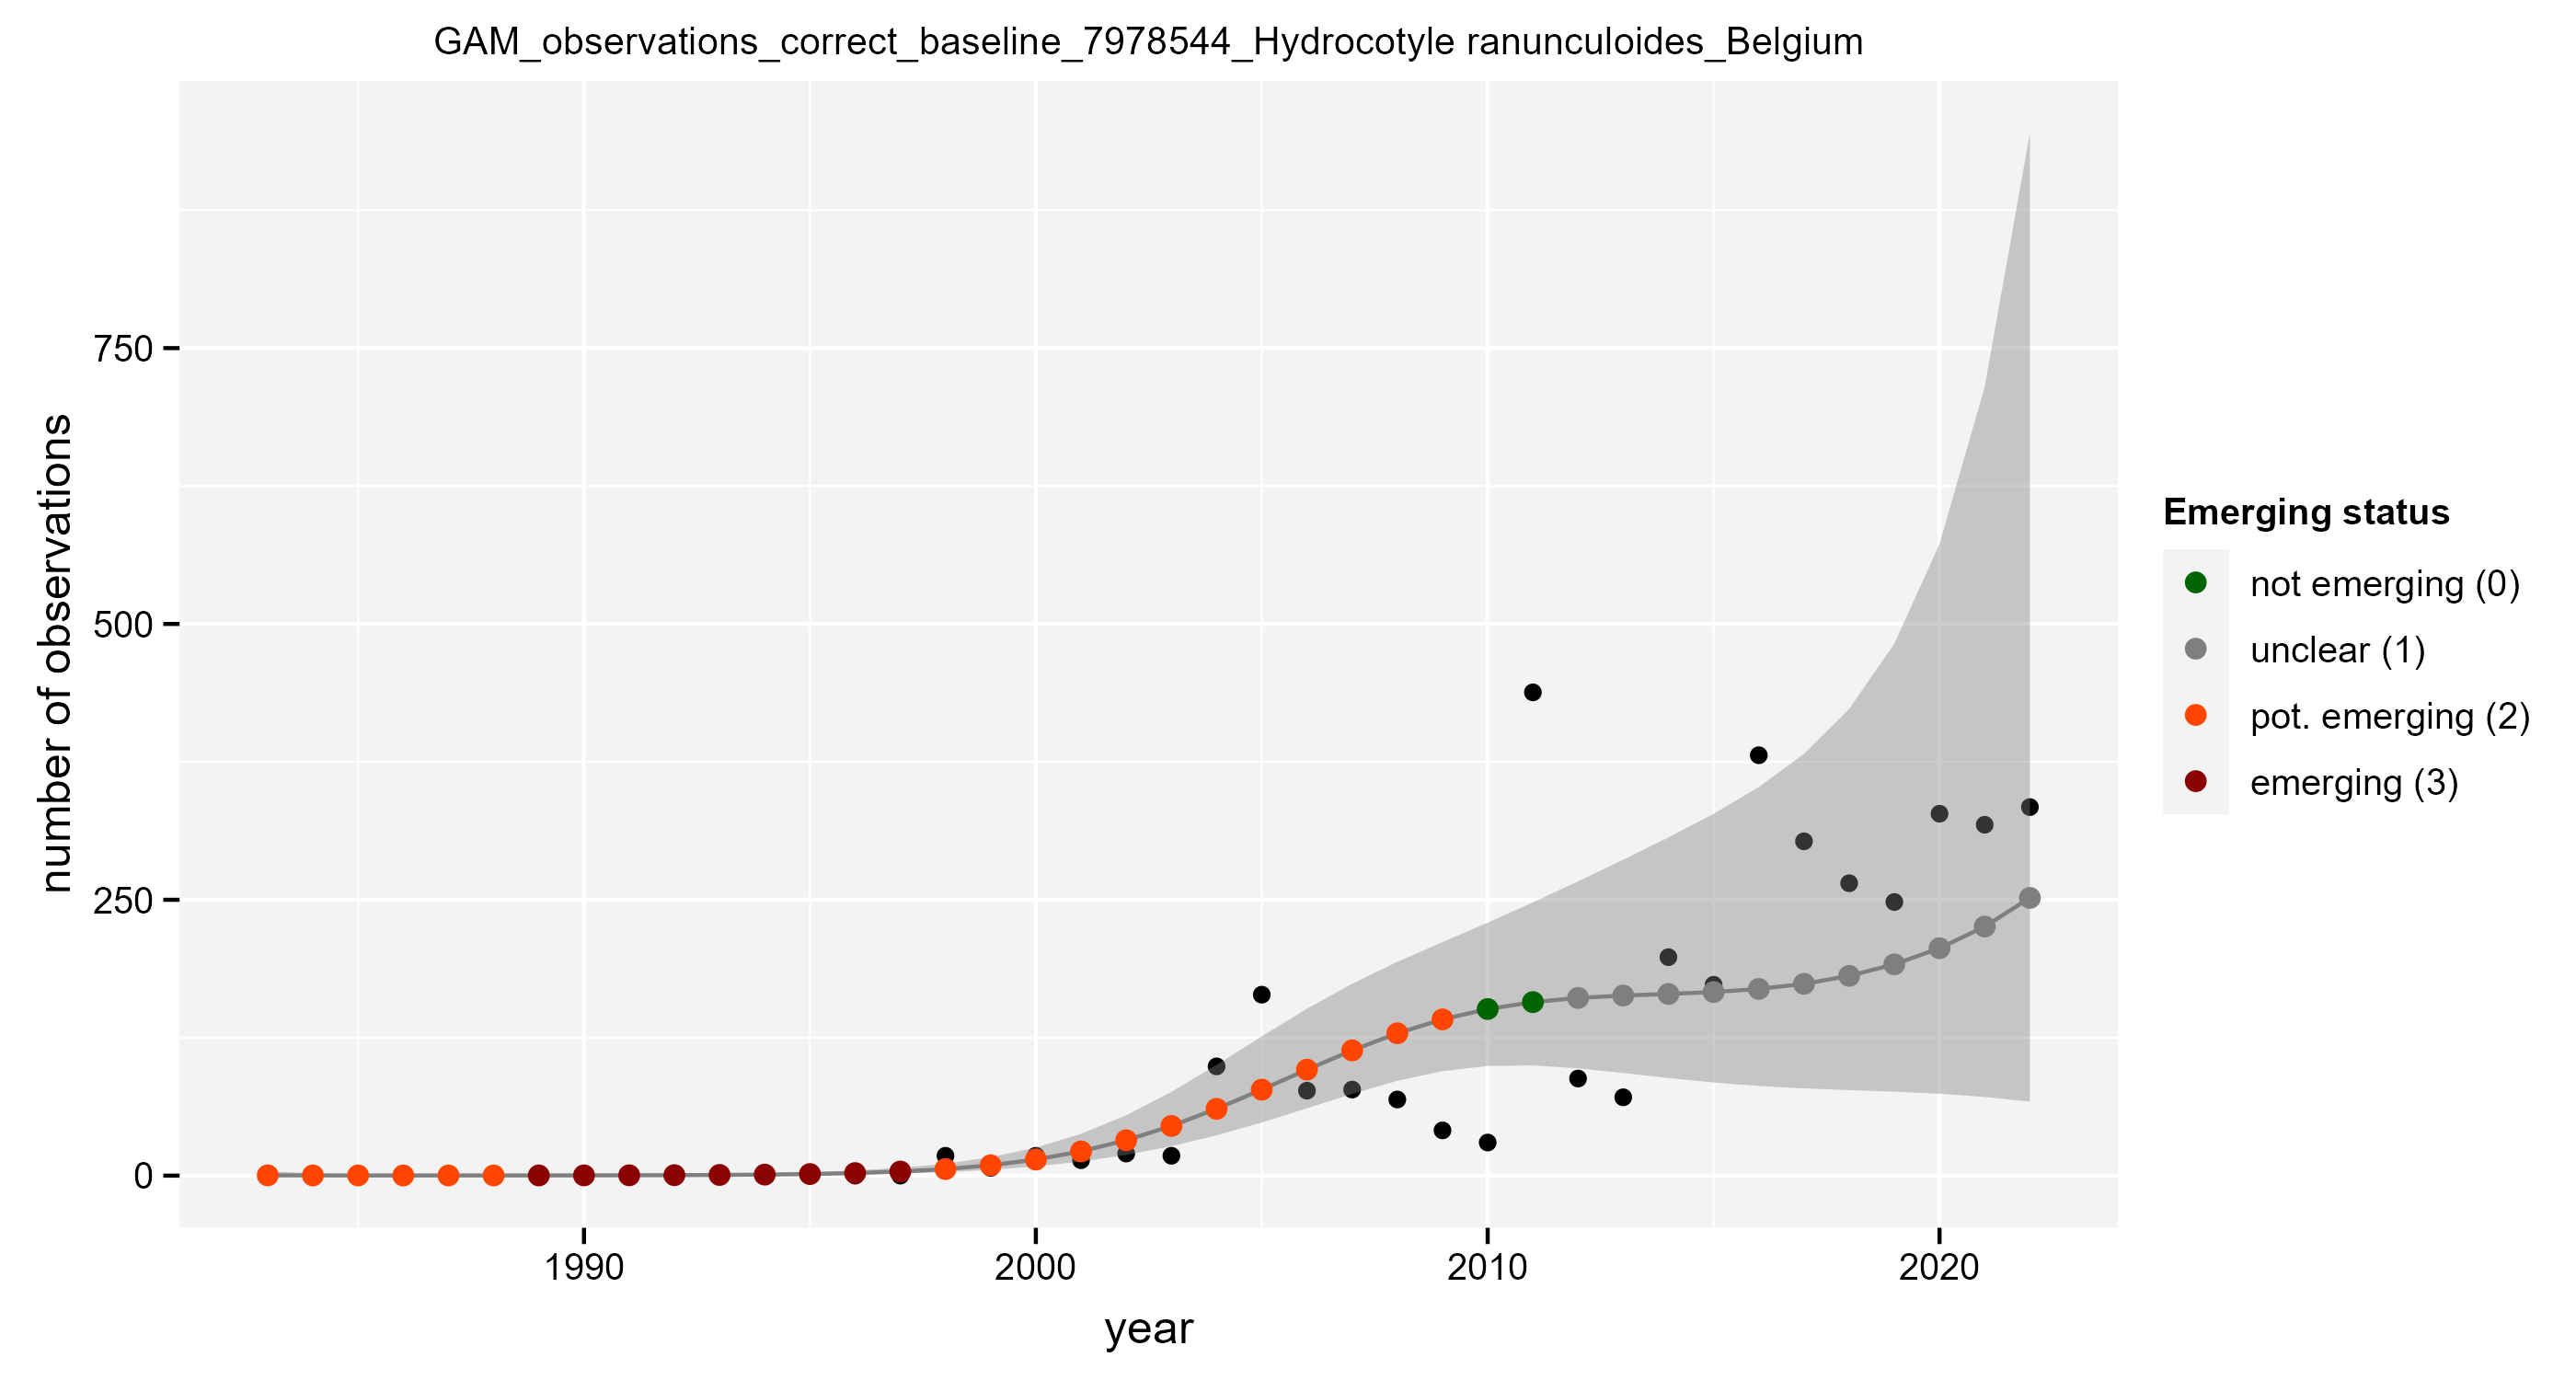 GAM_observations_correct_baseline_7978544_Hydrocotyle ranunculoides_Belgium
number of observations
750
500
250
0
1990
2000
2010
2020
year
Emerging status
not emerging (0)
unclear (1)
pot. emerging (2)
emerging (3)